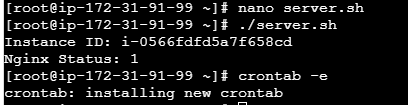 [root@ip-172-31-91-99 ~]# nano server.sh
[root@ip-172-31-91-99 ~]# ./server.sh
Instance ID: i-0566fdfd5a7f658cd
Nginx Status: 1
[root@ip-172-31-91-99 ~]# crontab -e
crontab: installing new crontab